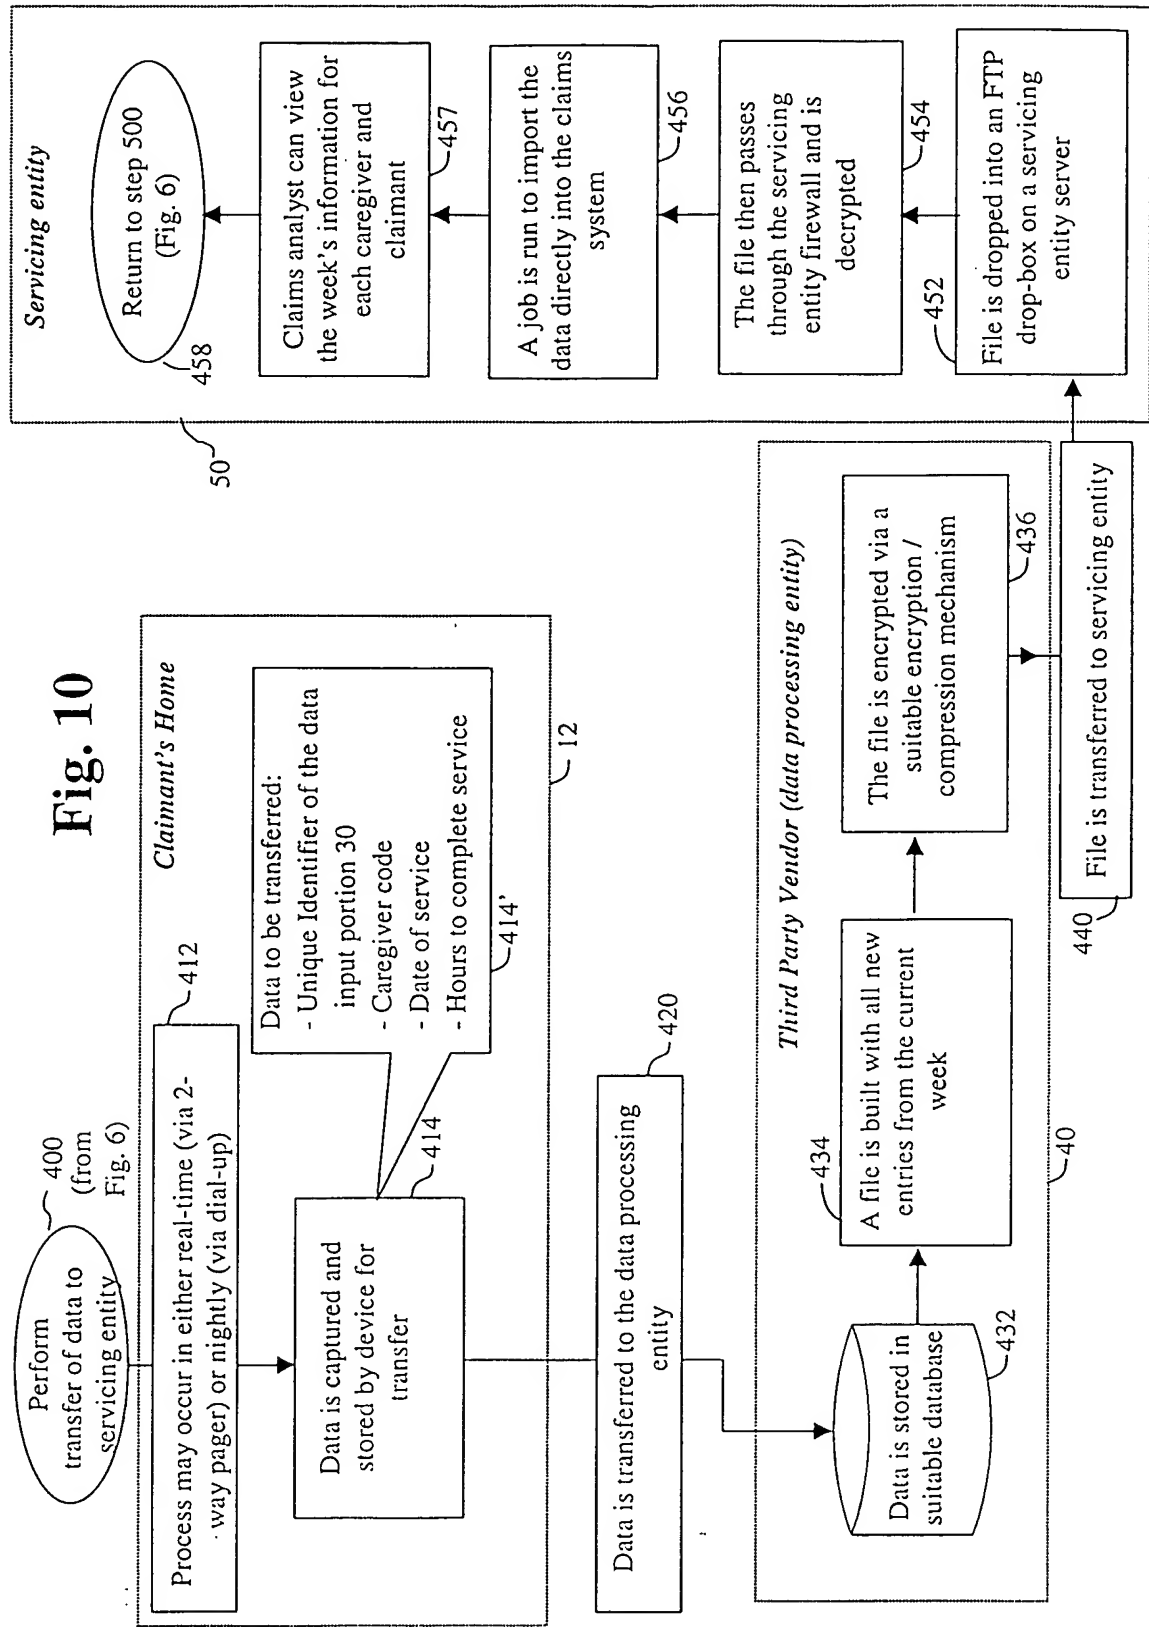 Fig. 10
Perform
transfer of data to
servicing entity
400
(from
Fig. 6)
Process may occur in either real-time (via 2-
way pager) or nightly (via dial-up)
412
Claimant's Home
Data is captured and
stored by device for
transfer
414
Data to be transferred:
- Unique Identifier of the data
input portion 30
- Caregiver code
- Date of service
- Hours to complete service
414'
12
Data is transferred to the data processing
entity
420
Third Party Vendor (data processing entity)
Data is stored in
suitable database
432
A file is built with all new
entries from the current
week
434
The file is encrypted via a
suitable encryption /
compression mechanism
436
40
File is transferred to servicing entity
440
Servicing entity
50
File is dropped into an FTP
drop-box on a servicing
entity server
452
The file then passes
through the servicing
entity firewall and is
decrypted
454
A job is run to import the
data directly into the claims
system
456
Claims analyst can view
the week's information for
each caregiver and
claimant
457
Return to step 500
(Fig. 6)
458